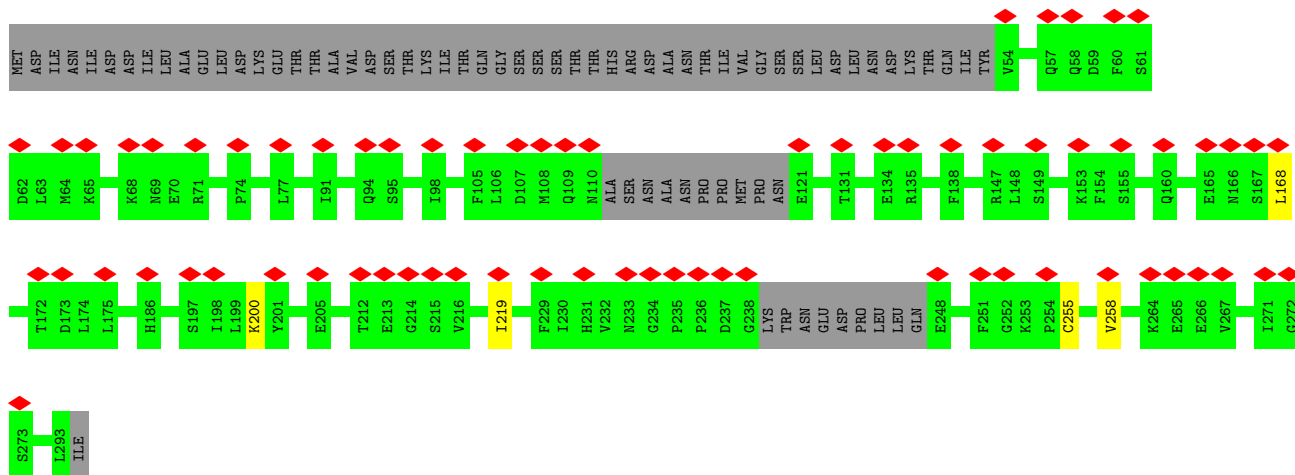 MET ASP ILE ASN ILE ASP ASP ILE LEU ALA GLU LEU ASP LYS GLU THR THR ALA VAL ASP SER THR LYS ILE THR GLN GLY SER SER SER THR THR HIS ARG ASP ALA ASN THR ILE VAL GLY SER SER LEU ASP LEU ASN ASP LYS THR GLN ILE TYR V54 Q57 Q58 D59 F60 S61
D62 L63 M64 K65 K68 N69 E70 R71 P74 L77 I91 Q94 S95 I98 F105 L106 D107 M108 Q109 N110 ALA SER ASN ALA ASN PRO PRO MET PRO ASN E121 T131 E134 R135 F138 R147 L148 S149 K153 F154 S155 Q160 E165 N166 S167 L168
T172 D173 L174 L175 H186 S197 I198 L199 K200 Y201 E205 T212 E213 G214 S215 V216 I219 F229 I230 H231 V232 N233 G234 P235 P236 D237 G238 LYS TRP ASN GLU ASP PRO LEU LEU GLN E248 F251 G252 K253 P254 C255 V258 K264 E265 E266 V267 I271 G272
S273 L293 ILE